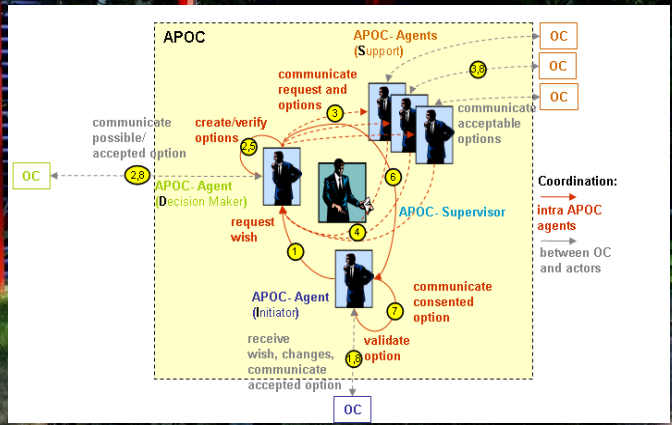 APOC
APOC- Agents
(Support)
OC
OC
OC
3,8
communicate
request and
options
3
communicate
acceptable
options
create/verify
options
2,5
communicate
possible/
accepted option
2,8
OC
APOC- Agent
(Decision Maker)
6
APOC- Supervisor
4
request
wish
1
Coordination:
intra APOC
agents
between OC
and actors
APOC- Agent
(Initiator)
communicate
consented
option
7
validate
option
receive
wish, changes,
communicate
accepted option
1,8
OC